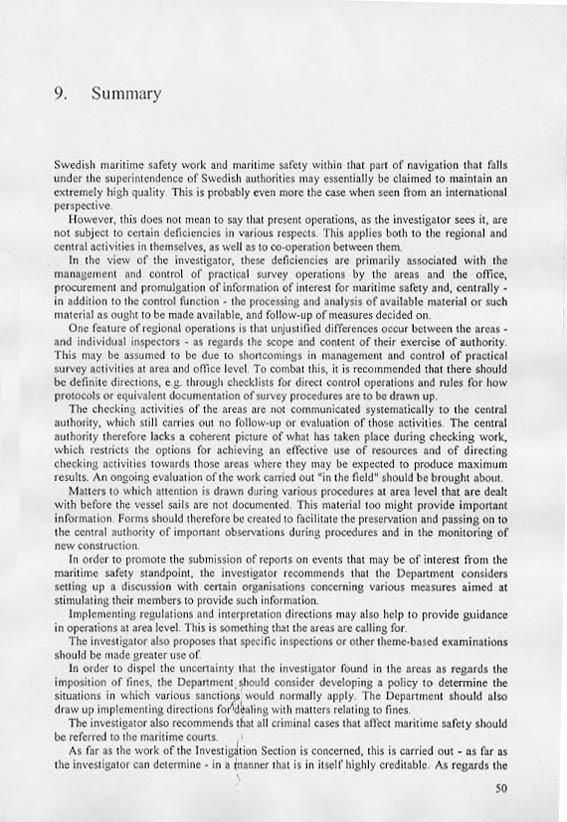 9. Summary
Swedish maritime safety work and maritime safety within that part of navigation that falls
under the superintendence of Swedish authorities may essentially be claimed to maintain an
extremely high quality. This is probably even more the case when seen from an international
perspective.
However, this does not mean to say that present operations, as the investigator sees it, are
not subject to certain deficiencies in various respects. This applies both to the regional and
central activities in themselves, as well as to co-operation between them.
In the view of the investigator, these deficiencies are primarily associated with the
management and control of practical survey operations by the areas and the office,
procurement and promulgation of information of interest for maritime safety and, centrally -
in addition to the control function - the processing and analysis of available material or such
material as ought to be made available, and follow-up of measures decided on.
One feature of regional operations is that unjustified differences occur between the areas -
and individual inspectors - as regards the scope and content of their exercise of authority.
This may be assumed to be due to shortcomings in management and control of practical
survey activities at area and office level. To combat this, it is recommended that there should
be definite directions, e.g. through checklists for direct control operations and rules for how
protocols or equivalent documentation of survey procedures are to be drawn up.
The checking activities of the areas are not communicated systematically to the central
authority, which still carries out no follow-up or evaluation of those activities. The central
authority therefore lacks a coherent picture of what has taken place during checking work,
which restricts the options for achieving an effective use of resources and of directing
checking activities towards those areas where they may be expected to produce maximum
results. An ongoing evaluation of the work carried out "in the field" should be brought about.
Matters to which attention is drawn during various procedures at area level that are dealt
with before the vessel sails are not documented. This material too might provide important
information. Forms should therefore be created to facilitate the preservation and passing on to
the central authority of important observations during procedures and in the monitoring of
new construction.
In order to promote the submission of reports on events that may be of interest from the
maritime safety standpoint, the investigator recommends that the Department considers
setting up a discussion with certain organisations concerning various measures aimed at
stimulating their members to provide such information.
Implementing regulations and interpretation directions may also help to provide guidance
in operations at area level. This is something that the areas are calling for.
The investigator also proposes that specific inspections or other theme-based examinations
should be made greater use of.
In order to dispel the uncertainty that the investigator found in the areas as regards the
imposition of fines, the Department should consider developing a policy to determine the
situations in which various sanctions would normally apply. The Department should also
draw up implementing directions for dealing with matters relating to fines.
The investigator also recommends that all criminal cases that affect maritime safety should
be referred to the maritime courts.
As far as the work of the Investigation Section is concerned, this is carried out - as far as
the investigator can determine - in a manner that is in itself highly creditable. As regards the
50